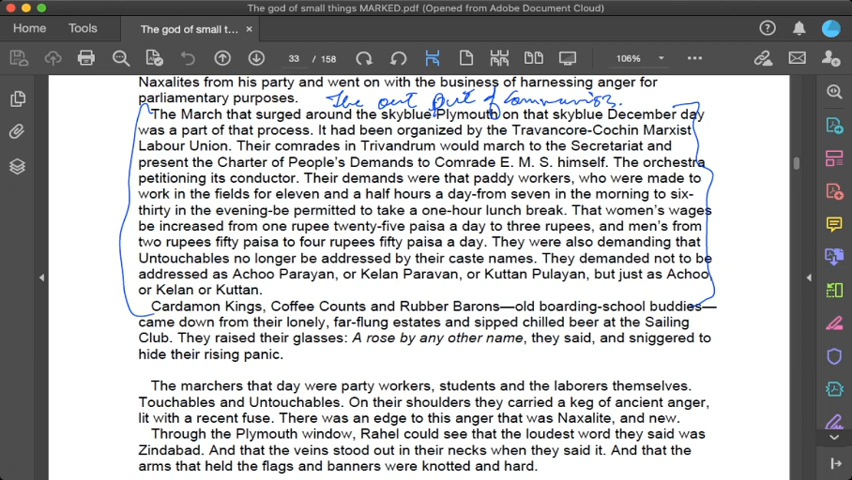 The god of small things MARKED.pdf (Opened from Adobe Document Cloud)
Home Tools The god of small t... ×
33 / 158 106%
Naxalites from his party and went on with the business of harnessing anger for
parliamentary purposes.
The out put of Communism.
The March that surged around the skyblue Plymouth on that skyblue December day
was a part of that process. It had been organized by the Travancore-Cochin Marxist
Labour Union. Their comrades in Trivandrum would march to the Secretariat and
present the Charter of People's Demands to Comrade E. M. S. himself. The orchestra
petitioning its conductor. Their demands were that paddy workers, who were made to
work in the fields for eleven and a half hours a day-from seven in the morning to six-
thirty in the evening-be permitted to take a one-hour lunch break. That women's wages
be increased from one rupee twenty-five paisa a day to three rupees, and men's from
two rupees fifty paisa to four rupees fifty paisa a day. They were also demanding that
Untouchables no longer be addressed by their caste names. They demanded not to be
addressed as Achoo Parayan, or Kelan Paravan, or Kuttan Pulayan, but just as Achoo
or Kelan or Kuttan.
Cardamon Kings, Coffee Counts and Rubber Barons—old boarding-school buddies—
came down from their lonely, far-flung estates and sipped chilled beer at the Sailing
Club. They raised their glasses: A rose by any other name, they said, and sniggered to
hide their rising panic.
The marchers that day were party workers, students and the laborers themselves.
Touchables and Untouchables. On their shoulders they carried a keg of ancient anger,
lit with a recent fuse. There was an edge to this anger that was Naxalite, and new.
Through the Plymouth window, Rahel could see that the loudest word they said was
Zindabad. And that the veins stood out in their necks when they said it. And that the
arms that held the flags and banners were knotted and hard.